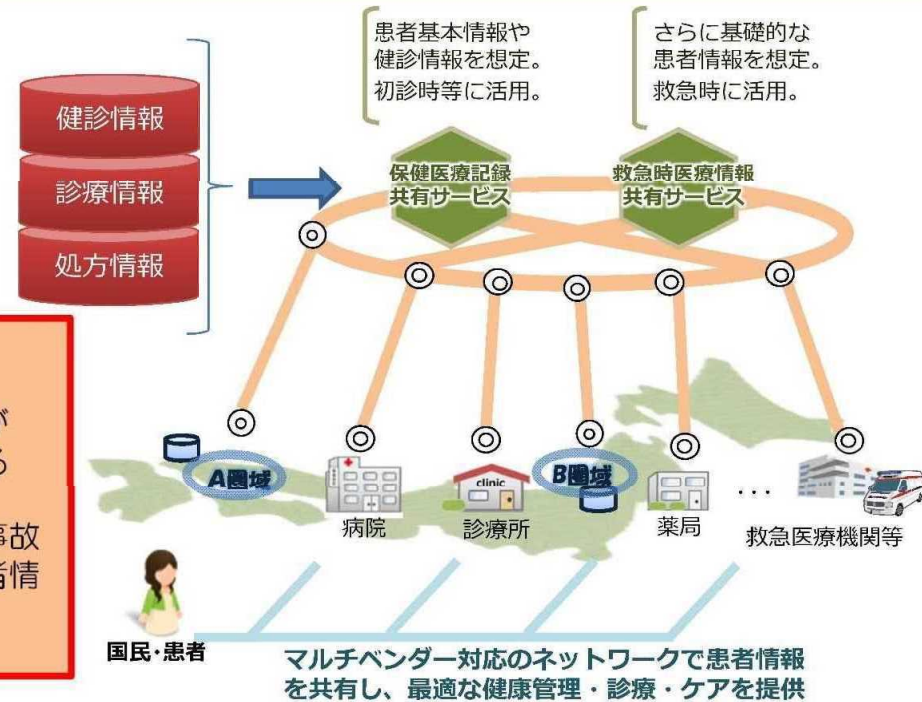 患者基本情報や
健診情報を想定。
初診時等に活用。
さらに基礎的な
患者情報を想定。
救急時に活用。
健診情報
診療情報
処方情報
保健医療記録
共有サービス
救急時医療情報
共有サービス
が
る
事故
者情
A圏域
病院
clinic
診療所
B圏域
薬局
…
救急医療機関等
国民・患者
マルチベンダー対応のネットワークで患者情報
を共有し、最適な健康管理・診療・ケアを提供